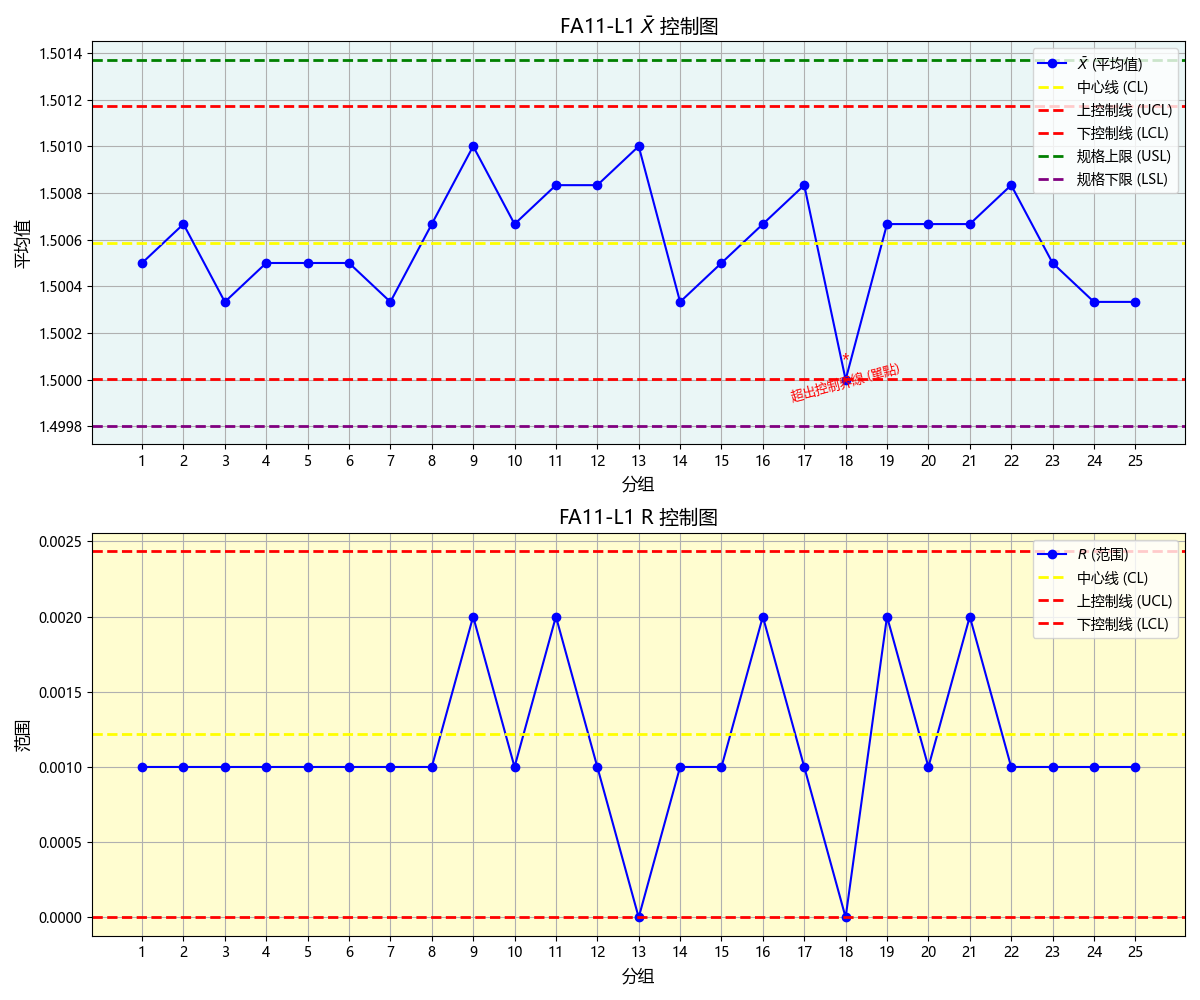 FA11-L1 X̄ 控制图
1.5014
1.5012
1.5010
1.5008
1.5006
1.5004
1.5002
1.5000
1.4998
平均值
X̄ (平均值)
中心线 (CL)
上控制线 (UCL)
下控制线 (LCL)
规格上限 (USL)
规格下限 (LSL)
*
超出控制界線 (單點)
1 2 3 4 5 6 7 8 9 10 11 12 13 14 15 16 17 18 19 20 21 22 23 24 25
分组
FA11-L1 R 控制图
0.0025
0.0020
0.0015
0.0010
0.0005
0.0000
范围
R (范围)
中心线 (CL)
上控制线 (UCL)
下控制线 (LCL)
1 2 3 4 5 6 7 8 9 10 11 12 13 14 15 16 17 18 19 20 21 22 23 24 25
分组